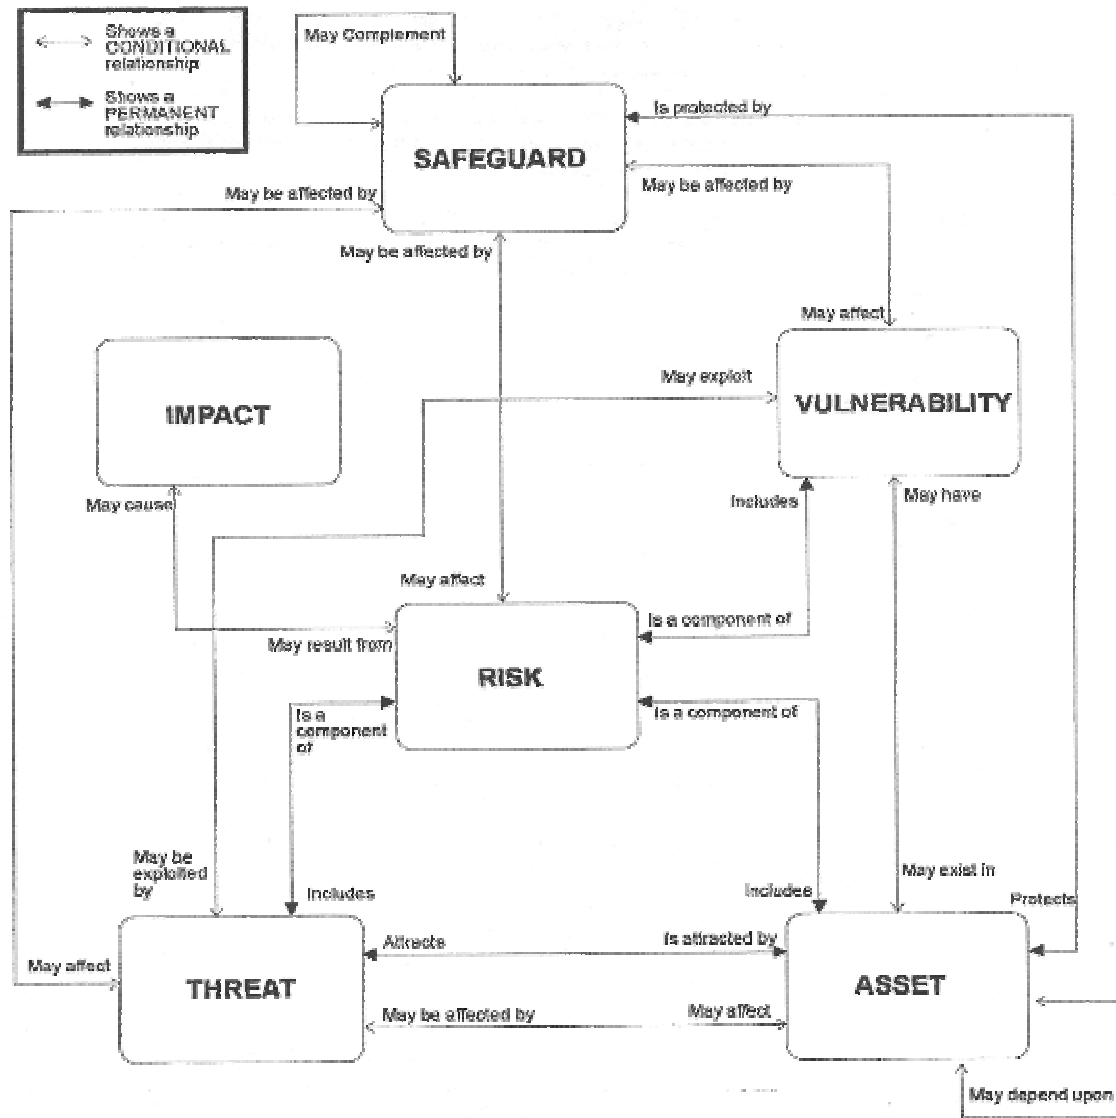 Shows a
CONDITIONAL
relationship
Shows a
PERMANENT
relationship
May Complement
Is protected by
SAFEGUARD
May be affected by
May be affected by
May be affected by
May affect
May exploit
IMPACT
VULNERABILITY
May cause
Includes
May have
May affect
Is a component of
May result from
RISK
Is a
component
of
Is a component of
May be
exploited
by
May exist in
Includes
Includes
Protects
Attracts
Is attracted by
May affect
THREAT
ASSET
May be affected by
May affect
May depend upon